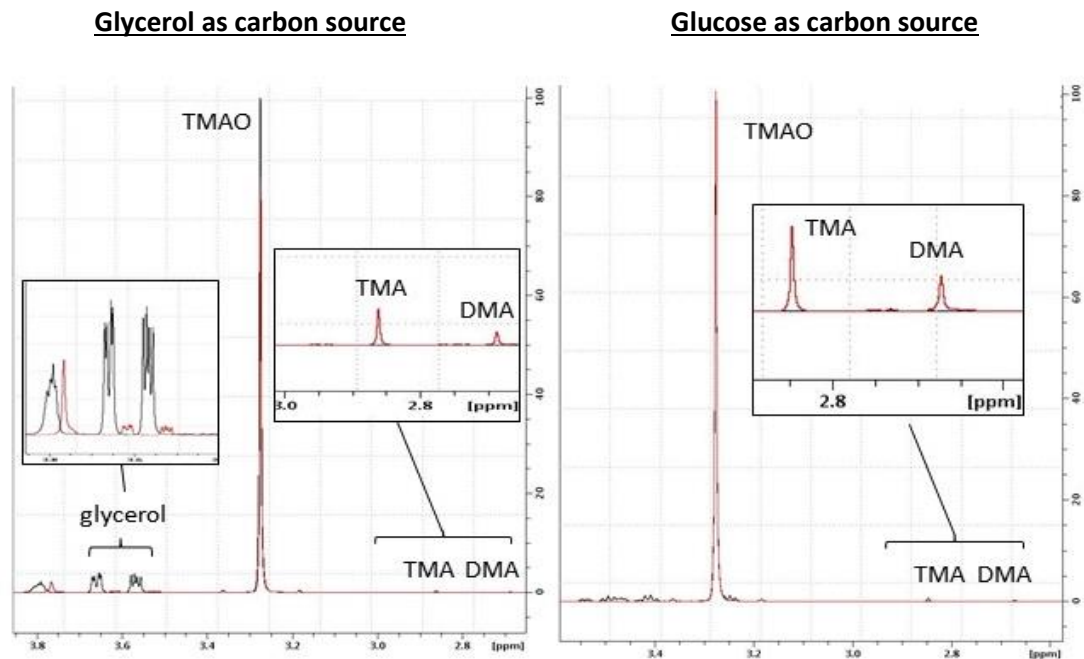 Glycerol as carbon source
Glucose as carbon source
TMAO
TMA
DMA
3.0 2.8 [ppm]
glycerol
TMA DMA
3.8 3.6 3.4 3.2 3.0 2.8 [ppm]
100
80
60
40
20
0
TMAO
TMA
DMA
2.8 [ppm]
TMA DMA
3.4 3.2 3.0 2.8 [ppm]
100
80
60
40
20
0